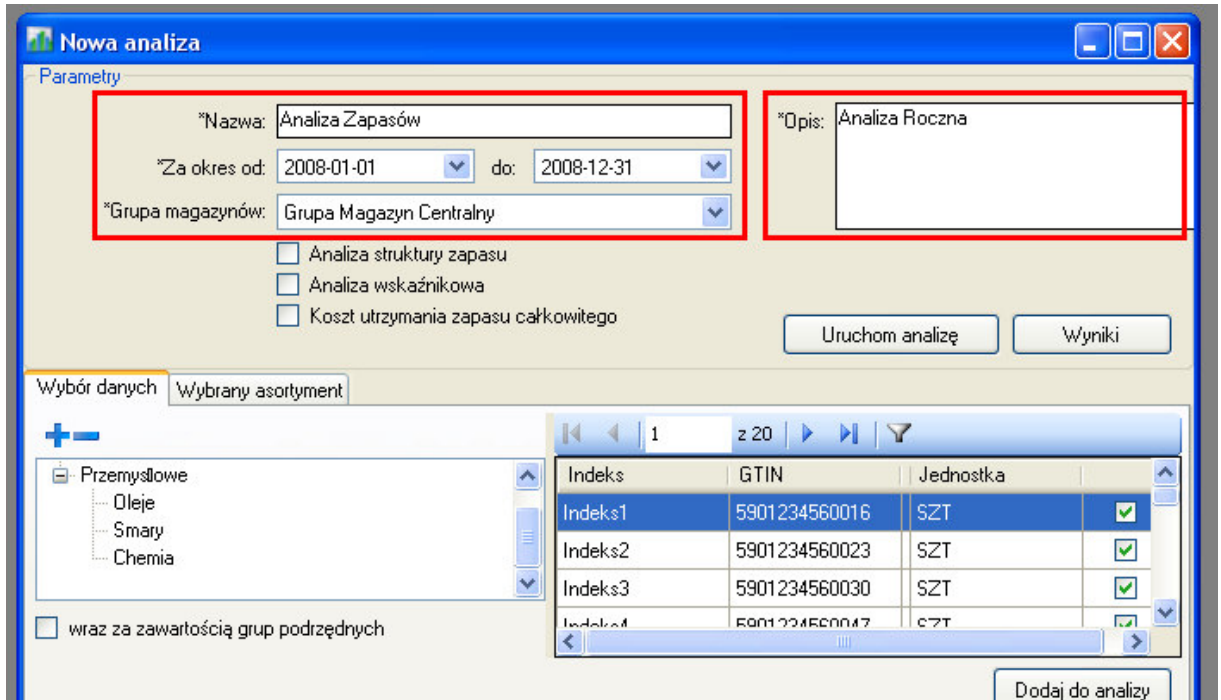 Nowa analiza
Parametry
*Nazwa: Analiza Zapasów
*Opis: Analiza Roczna
*Za okres od: 2008-01-01 do: 2008-12-31
*Grupa magazynów: Grupa Magazyn Centralny
Analiza struktury zapasu
Analiza wskaźnikowa
Koszt utrzymania zapasu całkowitego
Uruchom analizę Wyniki
Wybór danych Wybrany asortyment
1 z 20
Przemysłowe
Oleje
Smary
Chemia
wraz za zawartością grup podrzędnych
Indeks GTIN Jednostka
Indeks1 5901234560016 SZT
Indeks2 5901234560023 SZT
Indeks3 5901234560030 SZT
Indeks4 5901234560047 SZT
Dodaj do analizy